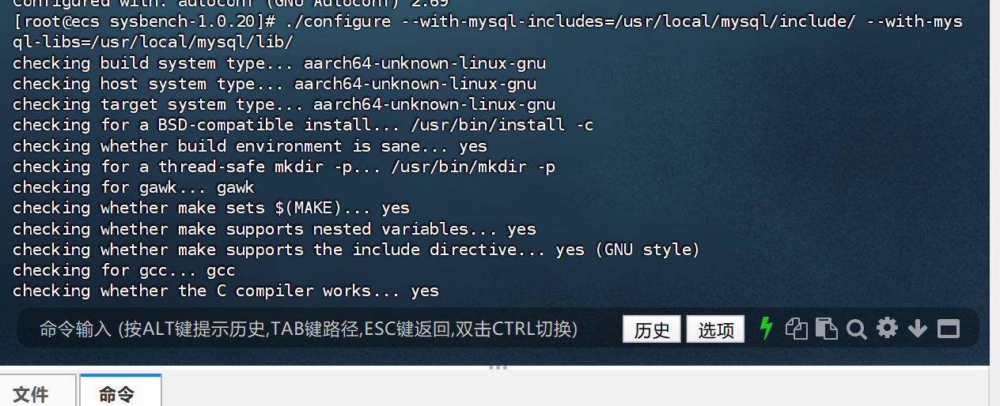 Configured with: autoconf (GNU Autoconf) 2.69
[root@ecs sysbench-1.0.20]# ./configure --with-mysql-includes=/usr/local/mysql/include/ --with-mys
ql-libs=/usr/local/mysql/lib/
checking build system type... aarch64-unknown-linux-gnu
checking host system type... aarch64-unknown-linux-gnu
checking target system type... aarch64-unknown-linux-gnu
checking for a BSD-compatible install... /usr/bin/install -c
checking whether build environment is sane... yes
checking for a thread-safe mkdir -p... /usr/bin/mkdir -p
checking for gawk... gawk
checking whether make sets $(MAKE)... yes
checking whether make supports nested variables... yes
checking whether make supports the include directive... yes (GNU style)
checking for gcc... gcc
checking whether the C compiler works... yes
命令输入 (按ALT键提示历史,TAB键路径,ESC键返回,双击CTRL切换) 历史 选项
文件 命令